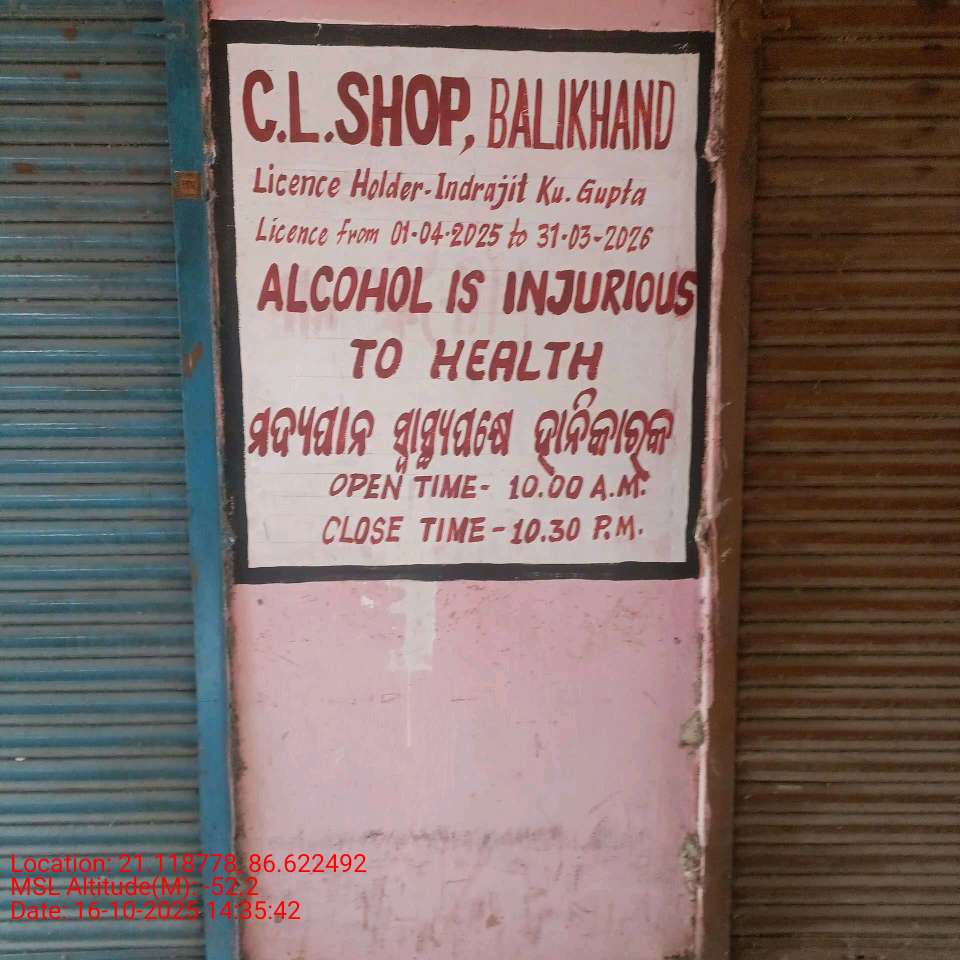 C.L.SHOP, BALIKHAND
Licence Holder-Indrajit Ku. Gupta
Licence from 01-04-2025 to 31-03-2026
ALCOHOL IS INJURIOUS
TO HEALTH
ମଦ୍ୟପାନ ସ୍ୱାସ୍ଥ୍ୟପକ୍ଷେ ହାନିକାରକ
OPEN TIME- 10.00 A.M.
CLOSE TIME-10.30 P.M.
Location: 21.118778, 86.622492
MSL Altitude(M): -52.2
Date: 16-10-2025 14:35:42